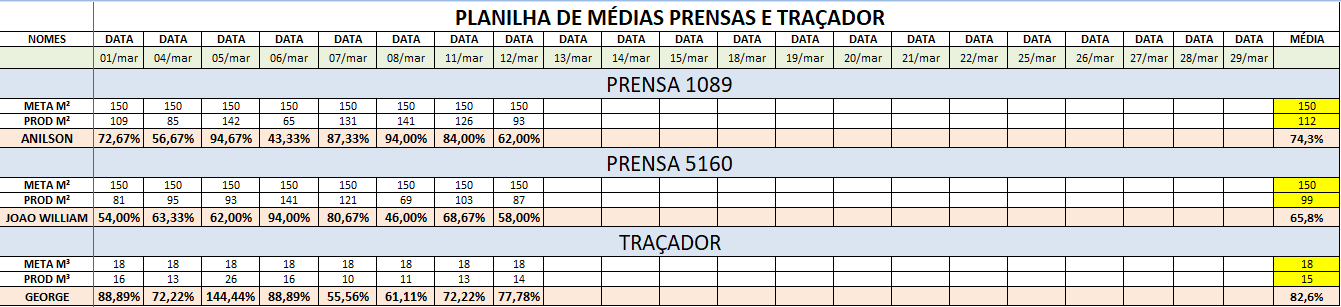 PLANILHA DE MÉDIAS PRENSAS E TRAÇADOR
NOMES DATA DATA DATA DATA DATA DATA DATA DATA DATA DATA DATA DATA DATA DATA DATA DATA DATA DATA DATA DATA MÉDIA
01/mar 04/mar 05/mar 06/mar 07/mar 08/mar 11/mar 12/mar 13/mar 14/mar 15/mar 18/mar 19/mar 20/mar 21/mar 22/mar 25/mar 26/mar 27/mar 28/mar 29/mar
PRENSA 1089
META M² 150 150 150 150 150 150 150 150 150
PROD M² 109 85 142 65 131 141 126 93 112
ANILSON 72,67% 56,67% 94,67% 43,33% 87,33% 94,00% 84,00% 62,00% 74,3%
PRENSA 5160
META M² 150 150 150 150 150 150 150 150 150
PROD M² 81 95 93 141 121 69 103 87 99
JOAO WILLIAM 54,00% 63,33% 62,00% 94,00% 80,67% 46,00% 68,67% 58,00% 65,8%
TRAÇADOR
META M³ 18 18 18 18 18 18 18 18 18
PROD M³ 16 13 26 16 10 11 13 14 15
GEORGE 88,89% 72,22% 144,44% 88,89% 55,56% 61,11% 72,22% 77,78% 82,6%